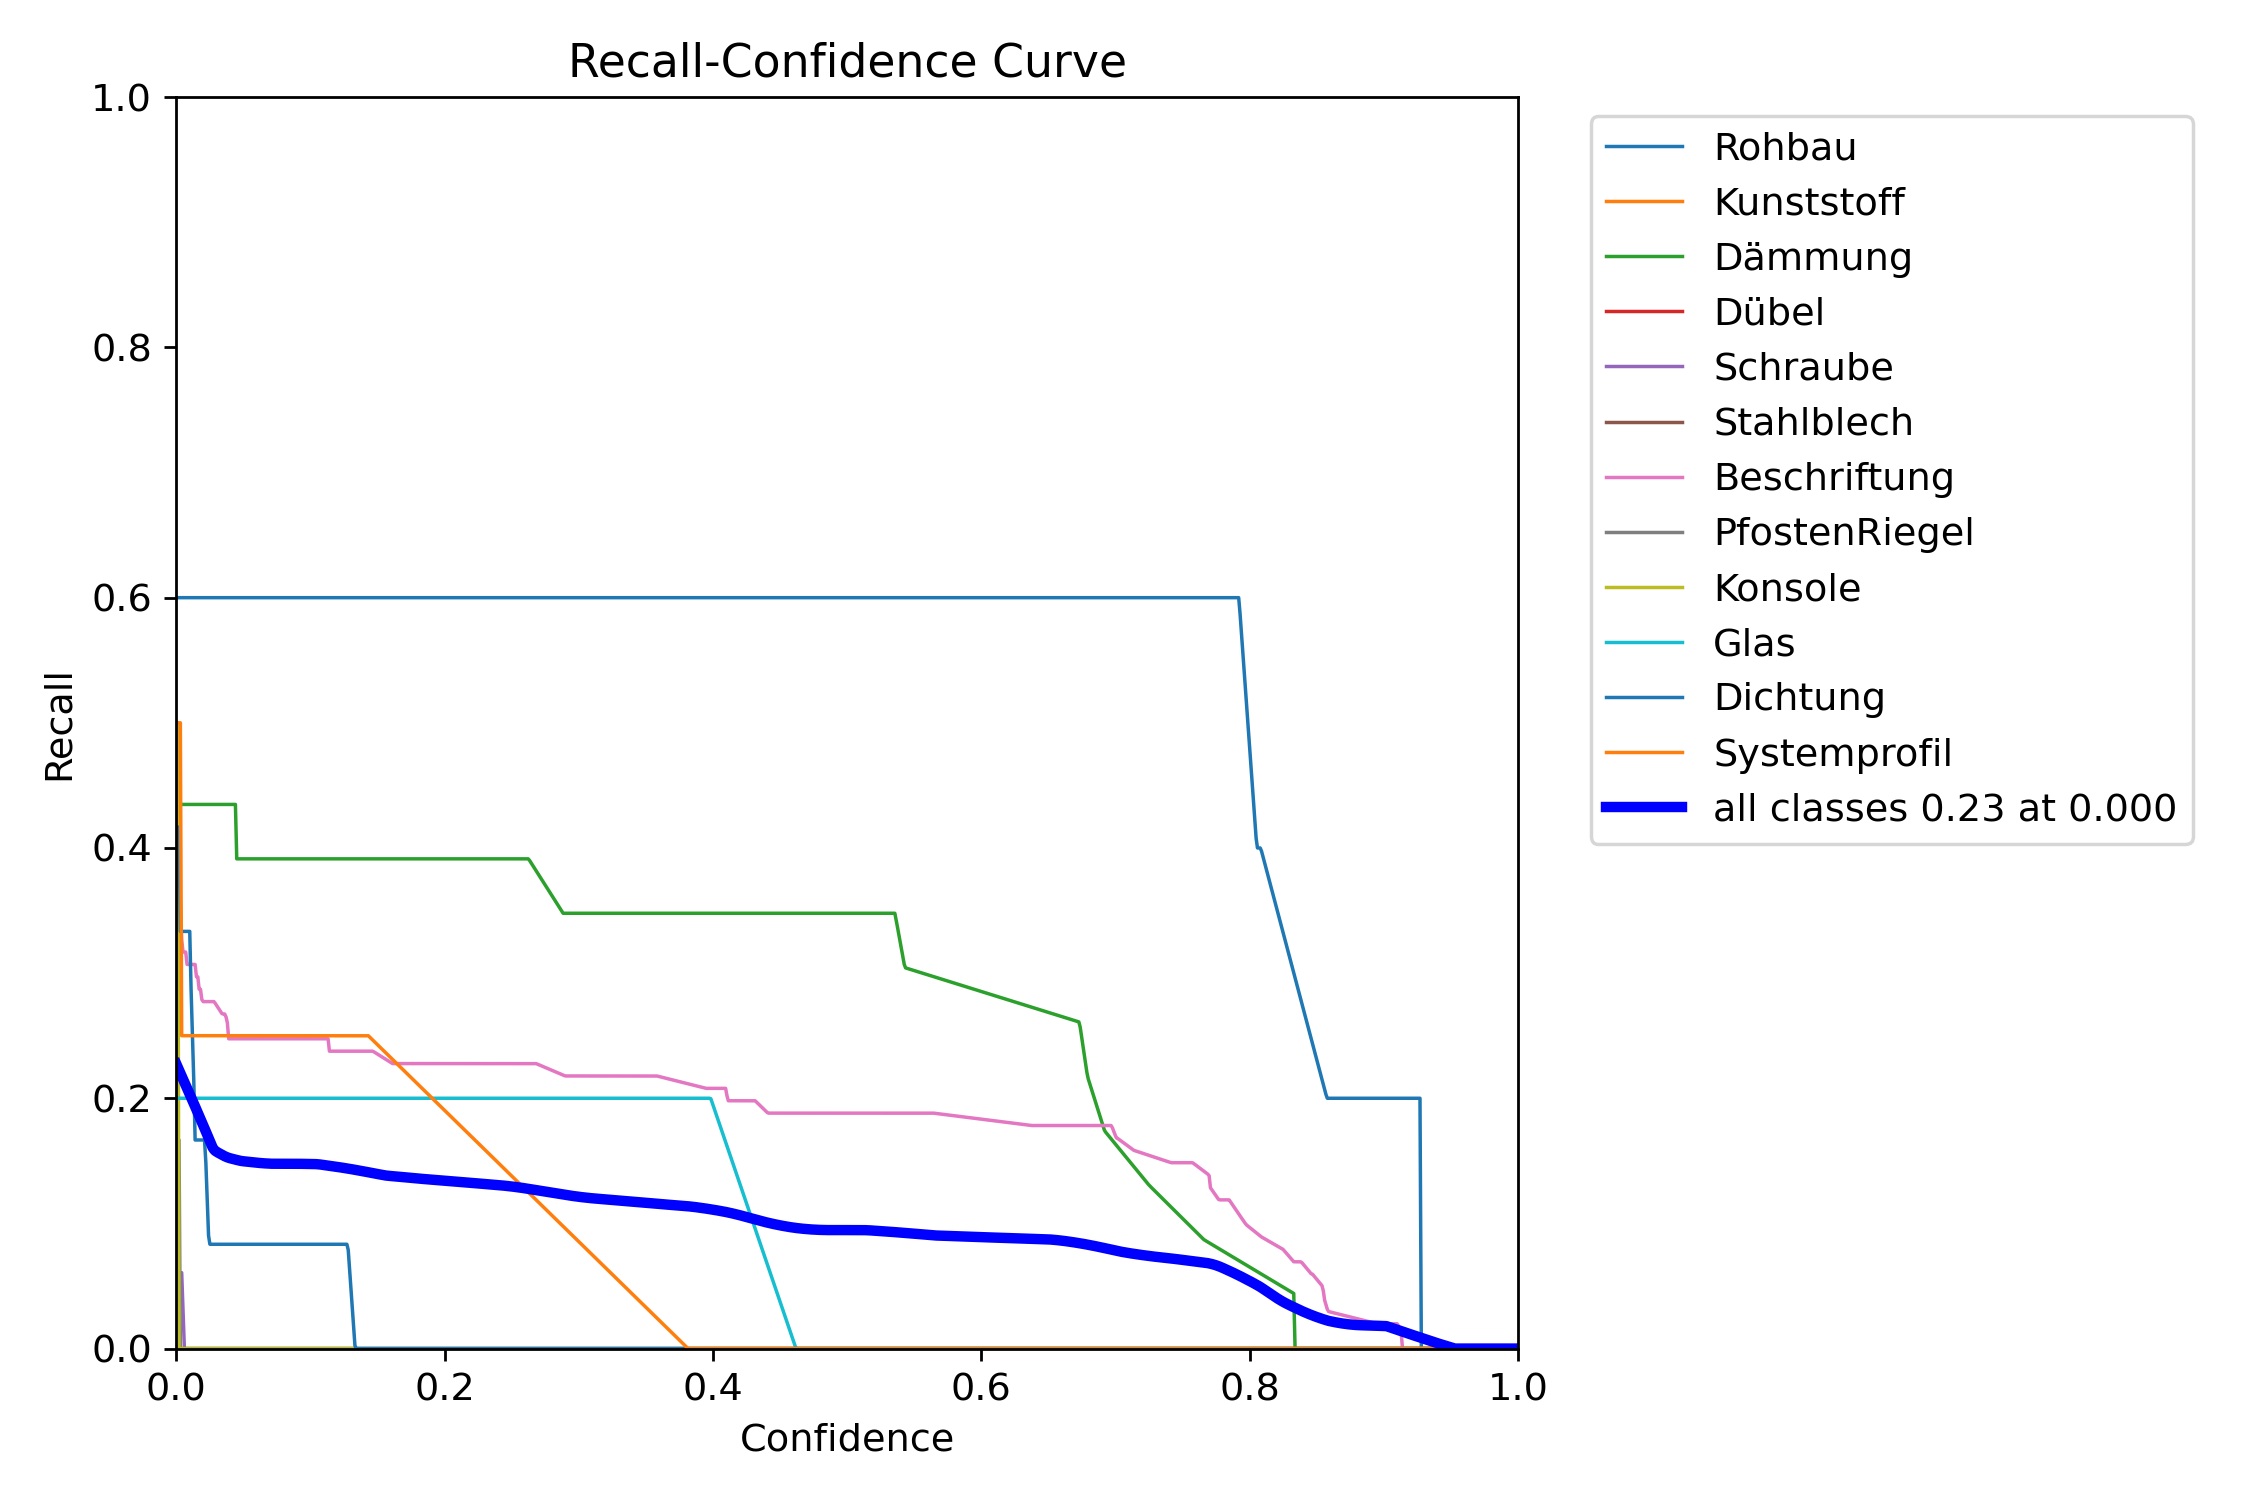 Recall-Confidence Curve
1.0
0.8
0.6
0.4
0.2
0.0
Recall
0.0 0.2 0.4 0.6 0.8 1.0
Confidence
Rohbau
Kunststoff
Dämmung
Dübel
Schraube
Stahlblech
Beschriftung
PfostenRiegel
Konsole
Glas
Dichtung
Systemprofil
all classes 0.23 at 0.000